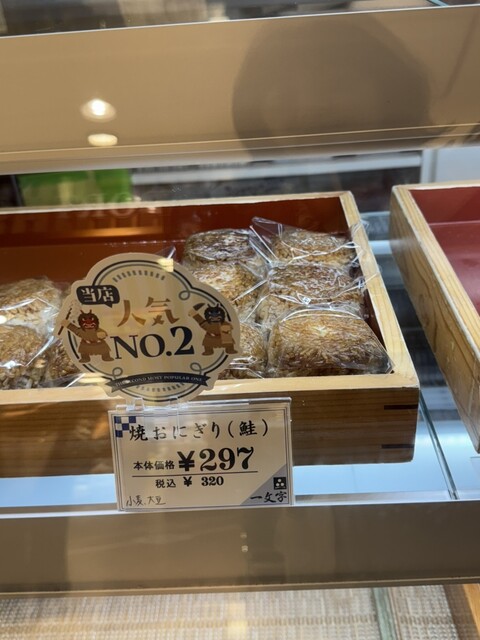 当店
人気
NO.2
焼おにぎり(鮭)
本体価格 ¥297
税込 ¥ 320
小麦、大豆
一文字